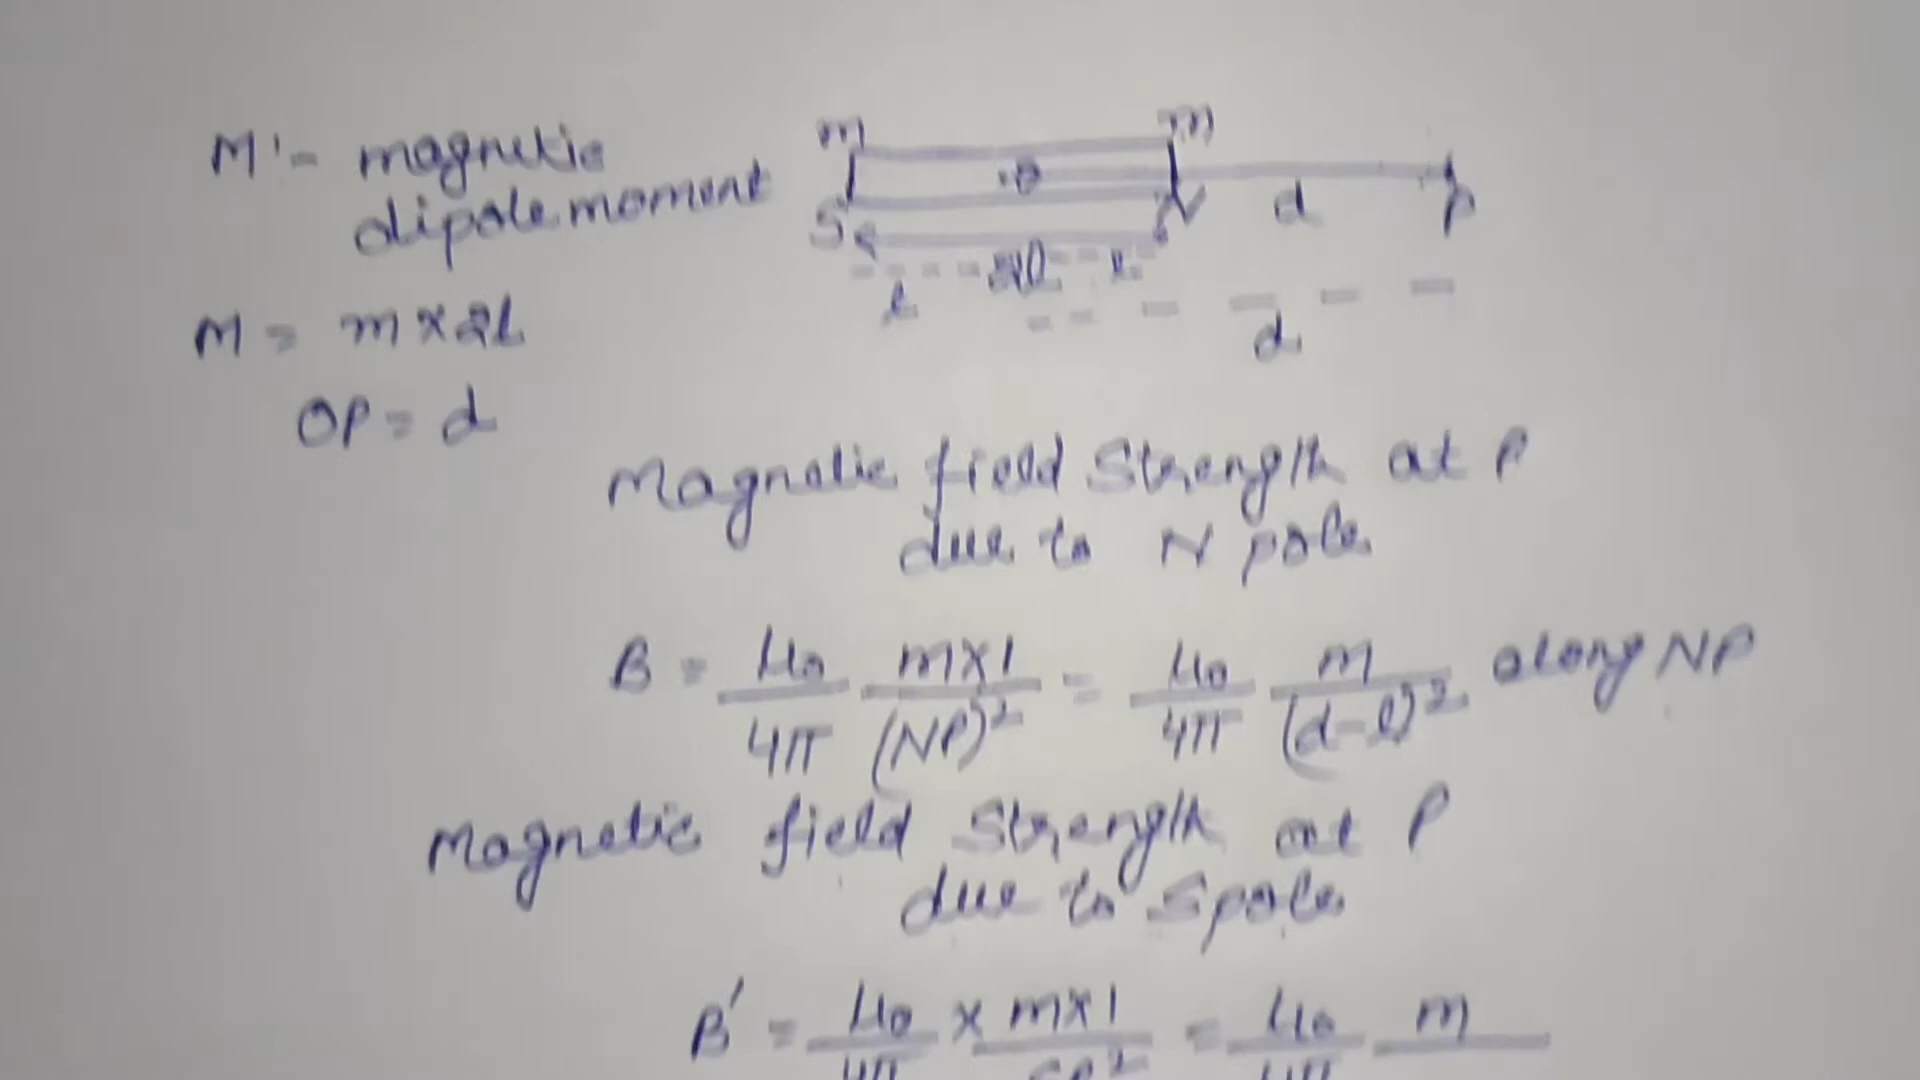 M :- magnetic
dipole moment
M = m × 2l
OP = d
m m
.O
S N d P
2l l
l
d
Magnetic field Strength at P
due to N pole
B = μ₀/4π m×1/(NP)² = μ₀/4π m/(d-l)² along NP
Magnetic field Strength at P
due to S pole
B' = μ₀/4π × m×1/SP² = μ₀/4π m